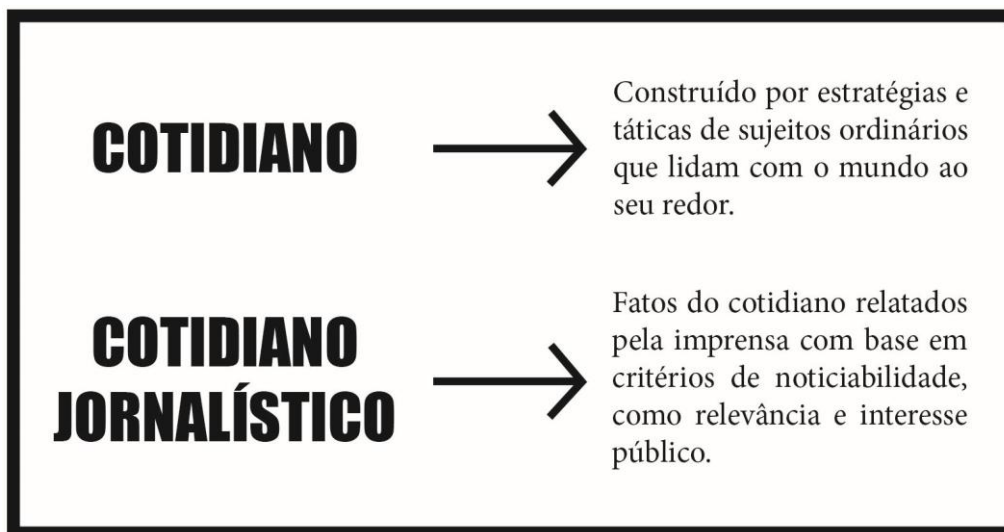 COTIDIANO
Construído por estratégias e
táticas de sujeitos ordinários
que lidam com o mundo ao
seu redor.
COTIDIANO
JORNALÍSTICO
Fatos do cotidiano relatados
pela imprensa com base em
critérios de noticiabilidade,
como relevância e interesse
público.